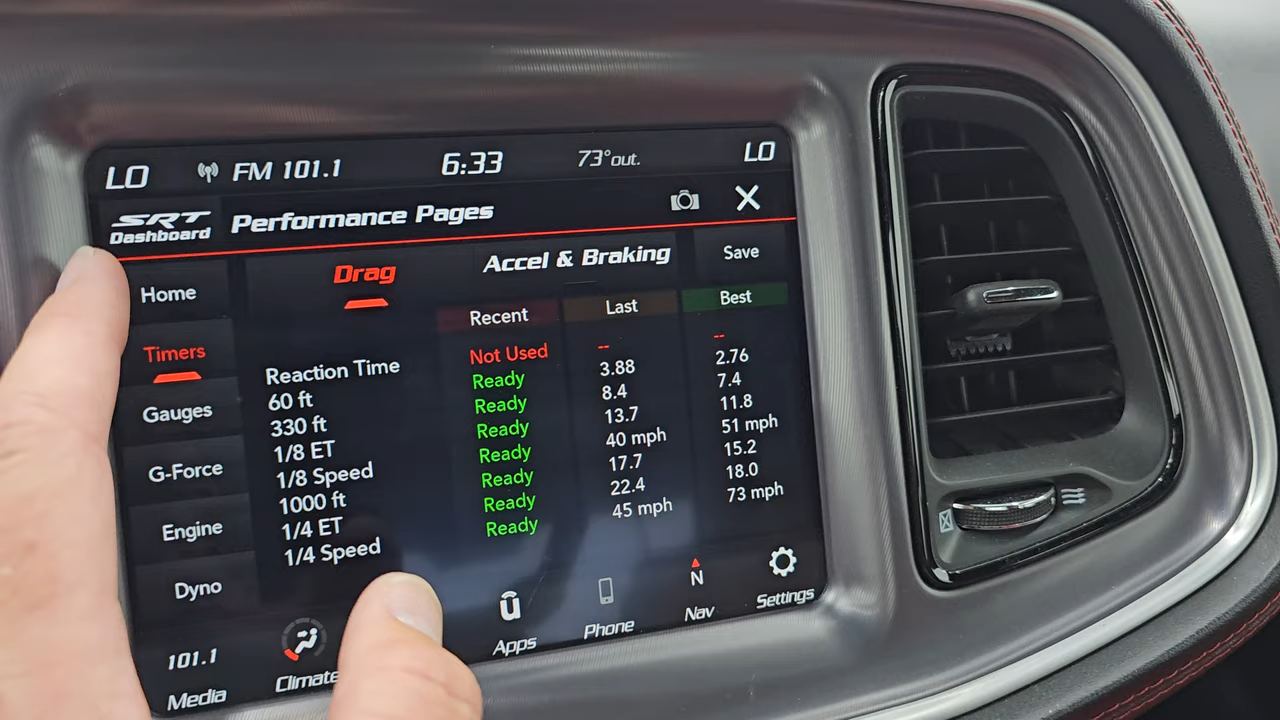 LO FM 101.1 6:33 73°out. LO
SRT Dashboard Performance Pages
Home
Timers
Gauges
G-Force
Engine
Dyno
Drag Accel & Braking Save
Recent Last Best
Reaction Time Not Used -- --
60 ft Ready 3.88 2.76
330 ft Ready 8.4 7.4
1/8 ET Ready 13.7 11.8
1/8 Speed Ready 40 mph 51 mph
1000 ft Ready 17.7 15.2
1/4 ET Ready 22.4 18.0
1/4 Speed Ready 45 mph 73 mph
101.1 N
Media Climate Apps Phone Nav Settings